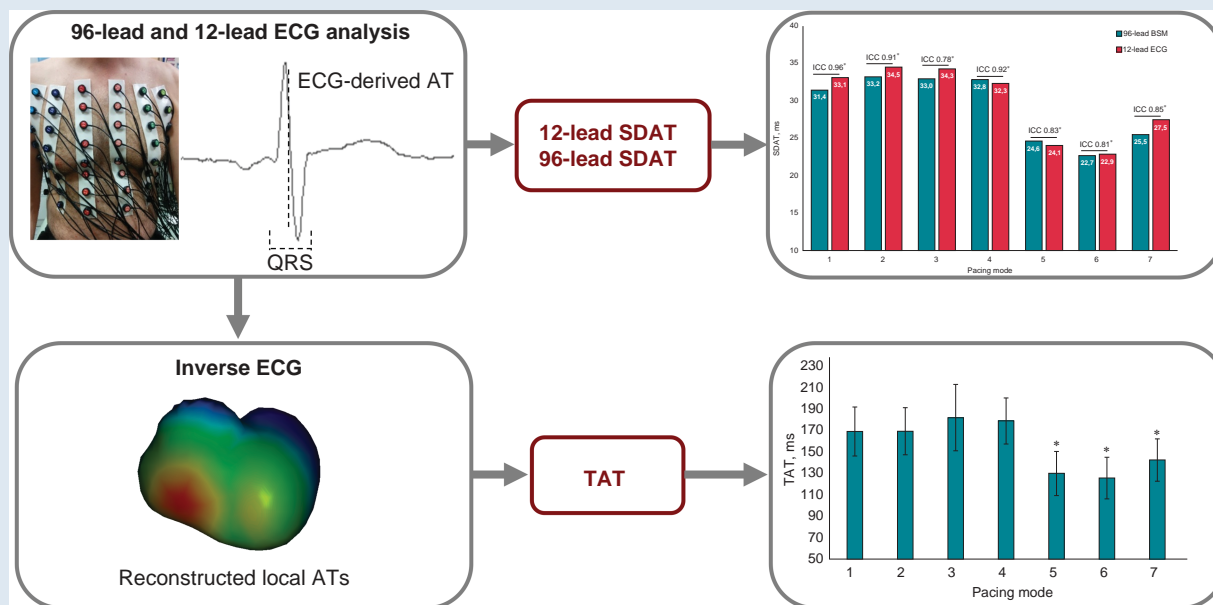 96-lead and 12-lead ECG analysis
ECG-derived AT
QRS
12-lead SDAT
96-lead SDAT
96-lead BSM
12-lead ECG
SDAT, ms
40
35
30
25
20
15
10
ICC 0.96*
ICC 0.91*
ICC 0.78*
ICC 0.92*
ICC 0.83*
ICC 0.81*
ICC 0.85*
31,4 33,1 33,2 34,5 33,0 34,3 32,8 32,3 24,6 24,1 22,7 22,9 25,5 27,5
1 2 3 4 5 6 7
Pacing mode
Inverse ECG
Reconstructed local ATs
TAT
TAT, ms
230
210
190
170
150
130
110
90
70
50
* * *
1 2 3 4 5 6 7
Pacing mode